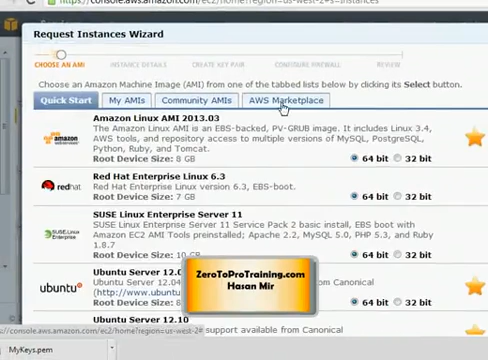 https://console.aws.amazon.com/ec2/home?region=us-west-2#s=Instances
Request Instances Wizard
CHOOSE AN AMI
INSTANCE DETAILS
CREATE KEY PAIR
CONFIGURE FIREWALL
REVIEW
Choose an Amazon Machine Image (AMI) from one of the tabbed lists below by clicking its Select button.
Quick Start My AMIs Community AMIs AWS Marketplace
Amazon Linux AMI 2013.03
The Amazon Linux AMI is an EBS-backed, PV-GRUB image. It includes Linux 3.4,
AWS tools, and repository access to multiple versions of MySQL, PostgreSQL,
Python, Ruby, and Tomcat.
Root Device Size: 8 GB 64 bit 32 bit
redhat
Red Hat Enterprise Linux 6.3
Red Hat Enterprise Linux version 6.3, EBS-boot.
Root Device Size: 7 GB 64 bit 32 bit
SUSE Linux Enterprise Server 11
SUSE Linux Enterprise Server 11 Service Pack 2 basic install, EBS boot with
Amazon EC2 AMI Tools preinstalled; Apache 2.2, MySQL 5.0, PHP 5.3, and Ruby
1.8.7
Root Device Size: 10 GB 64 bit 32 bit
ubuntu
Ubuntu Server 12.0
Ubuntu Server 12.04 from Canonical
(http://www.ubuntu
Root Device Size: 8 64 bit 32 bit
Ubuntu Server 12.10
support available from Canonical
ZeroToProTraining.com
Hasan Mir
s://console.aws.amazon.com/ec2/home?region=us-west-2#
MyKeys.pem